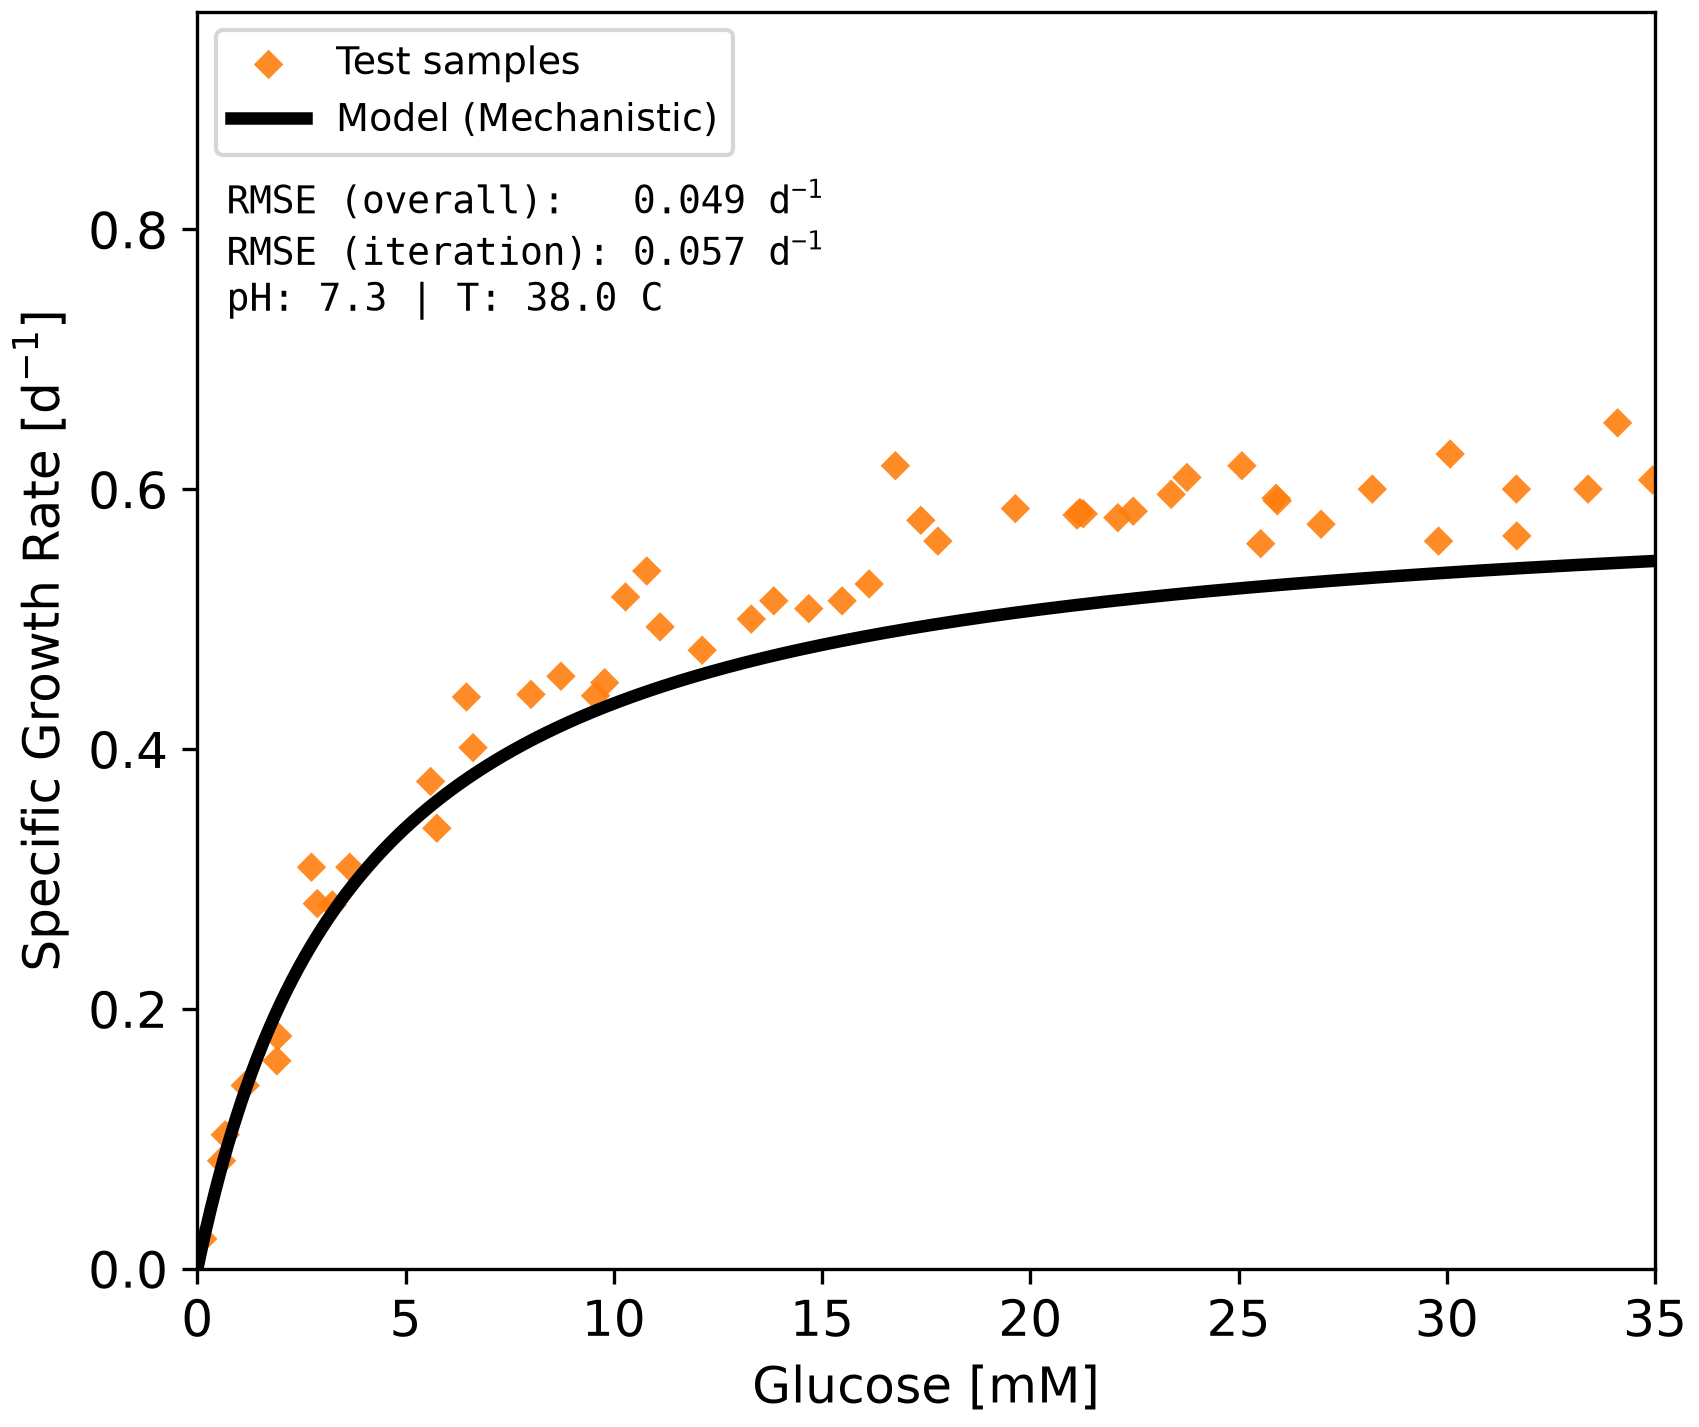 Test samples
Model (Mechanistic)
RMSE (overall):   0.049 d⁻¹
RMSE (iteration): 0.057 d⁻¹
pH: 7.3 | T: 38.0 C
Specific Growth Rate [d⁻¹]
0.8
0.6
0.4
0.2
0.0
0 5 10 15 20 25 30 35
Glucose [mM]